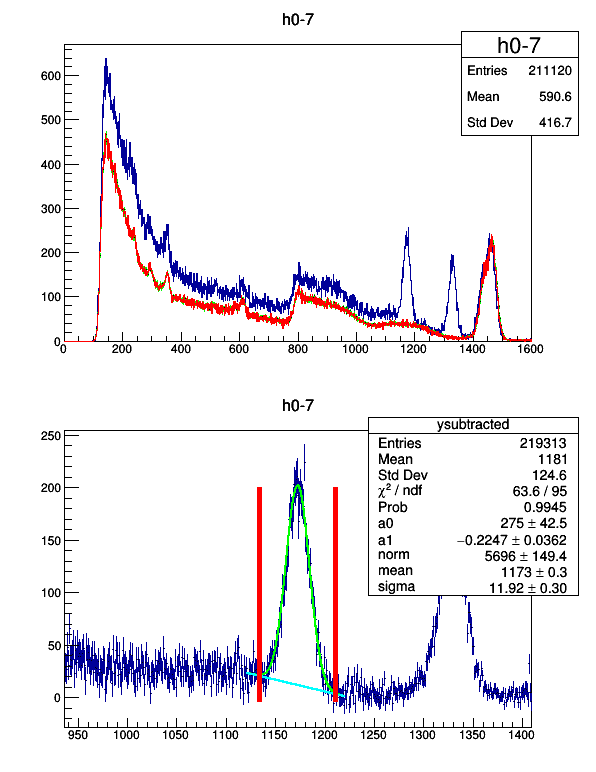 h0-7
h0-7
Entries 211120
Mean 590.6
Std Dev 416.7
600
500
400
300
200
100
0
0 200 400 600 800 1000 1200 1400 1600
h0-7
ysubtracted
Entries 219313
Mean 1181
Std Dev 124.6
χ² / ndf 63.6 / 95
Prob 0.9945
a0 275 ± 42.5
a1 −0.2247 ± 0.0362
norm 5696 ± 149.4
mean 1173 ± 0.3
sigma 11.92 ± 0.30
250
200
150
100
50
0
950 1000 1050 1100 1150 1200 1250 1300 1350 1400